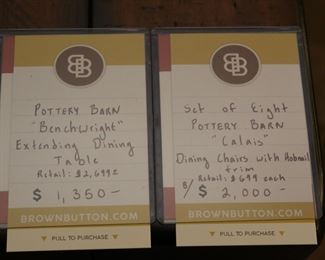 BB
POTTERY BARN
"Benchwright"
Extending Dining
Table
Retail: $2,699±
$ 1,350-
BROWNBUTTON.COM
PULL TO PURCHASE
BB
Set of Eight
POTTERY BARN
"Calais"
Dining Chairs with Hobnail
trim
Retail: $699 each
8/ $ 2,000-
BROWNBUTTON.COM
PULL TO PURCHASE